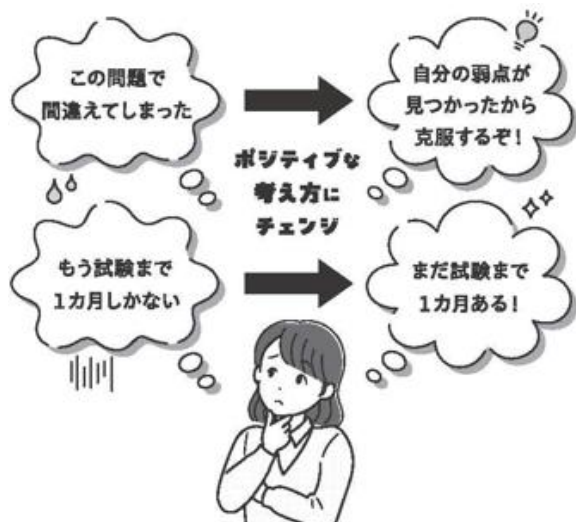 この問題で
間違えてしまった
自分の弱点が
見つかったから
克服するぞ！
ポジティブな
考え方に
チェンジ
もう試験まで
1カ月しかない
まだ試験まで
1カ月ある！